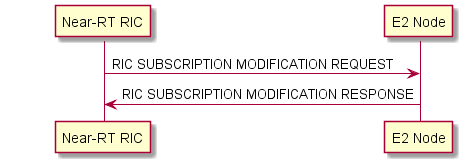 Near-RT RIC E2 Node
RIC SUBSCRIPTION MODIFICATION REQUEST
RIC SUBSCRIPTION MODIFICATION RESPONSE
Near-RT RIC E2 Node